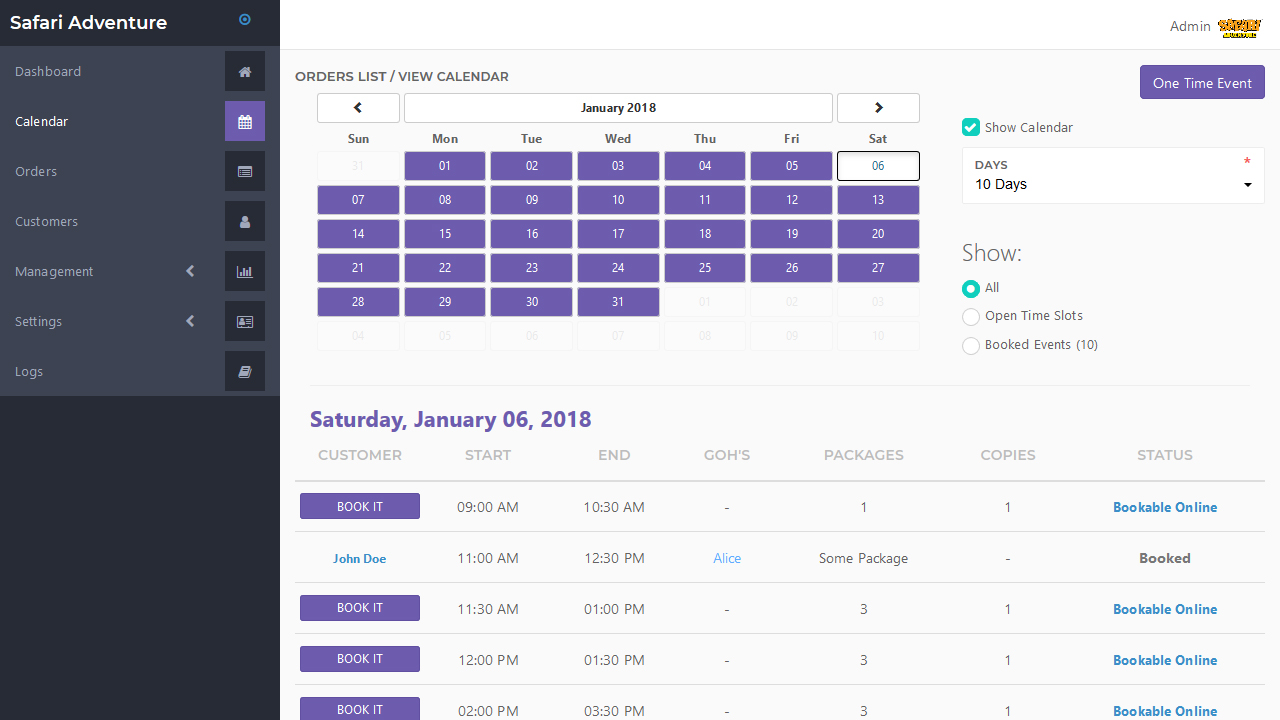 Safari Adventure
Admin SAFARI
Dashboard
Calendar
Orders
Customers
Management
Settings
Logs
ORDERS LIST / VIEW CALENDAR
One Time Event
January 2018
Sun Mon Tue Wed Thu Fri Sat
31 01 02 03 04 05 06
07 08 09 10 11 12 13
14 15 16 17 18 19 20
21 22 23 24 25 26 27
28 29 30 31 01 02 03
04 05 06 07 08 09 10
Show Calendar
DAYS *
10 Days
Show:
All
Open Time Slots
Booked Events (10)
Saturday, January 06, 2018
CUSTOMER START END GOH'S PACKAGES COPIES STATUS
BOOK IT 09:00 AM 10:30 AM - 1 1 Bookable Online
John Doe 11:00 AM 12:30 PM Alice Some Package - Booked
BOOK IT 11:30 AM 01:00 PM - 3 1 Bookable Online
BOOK IT 12:00 PM 01:30 PM - 3 1 Bookable Online
BOOK IT 02:00 PM 03:30 PM - 3 1 Bookable Online